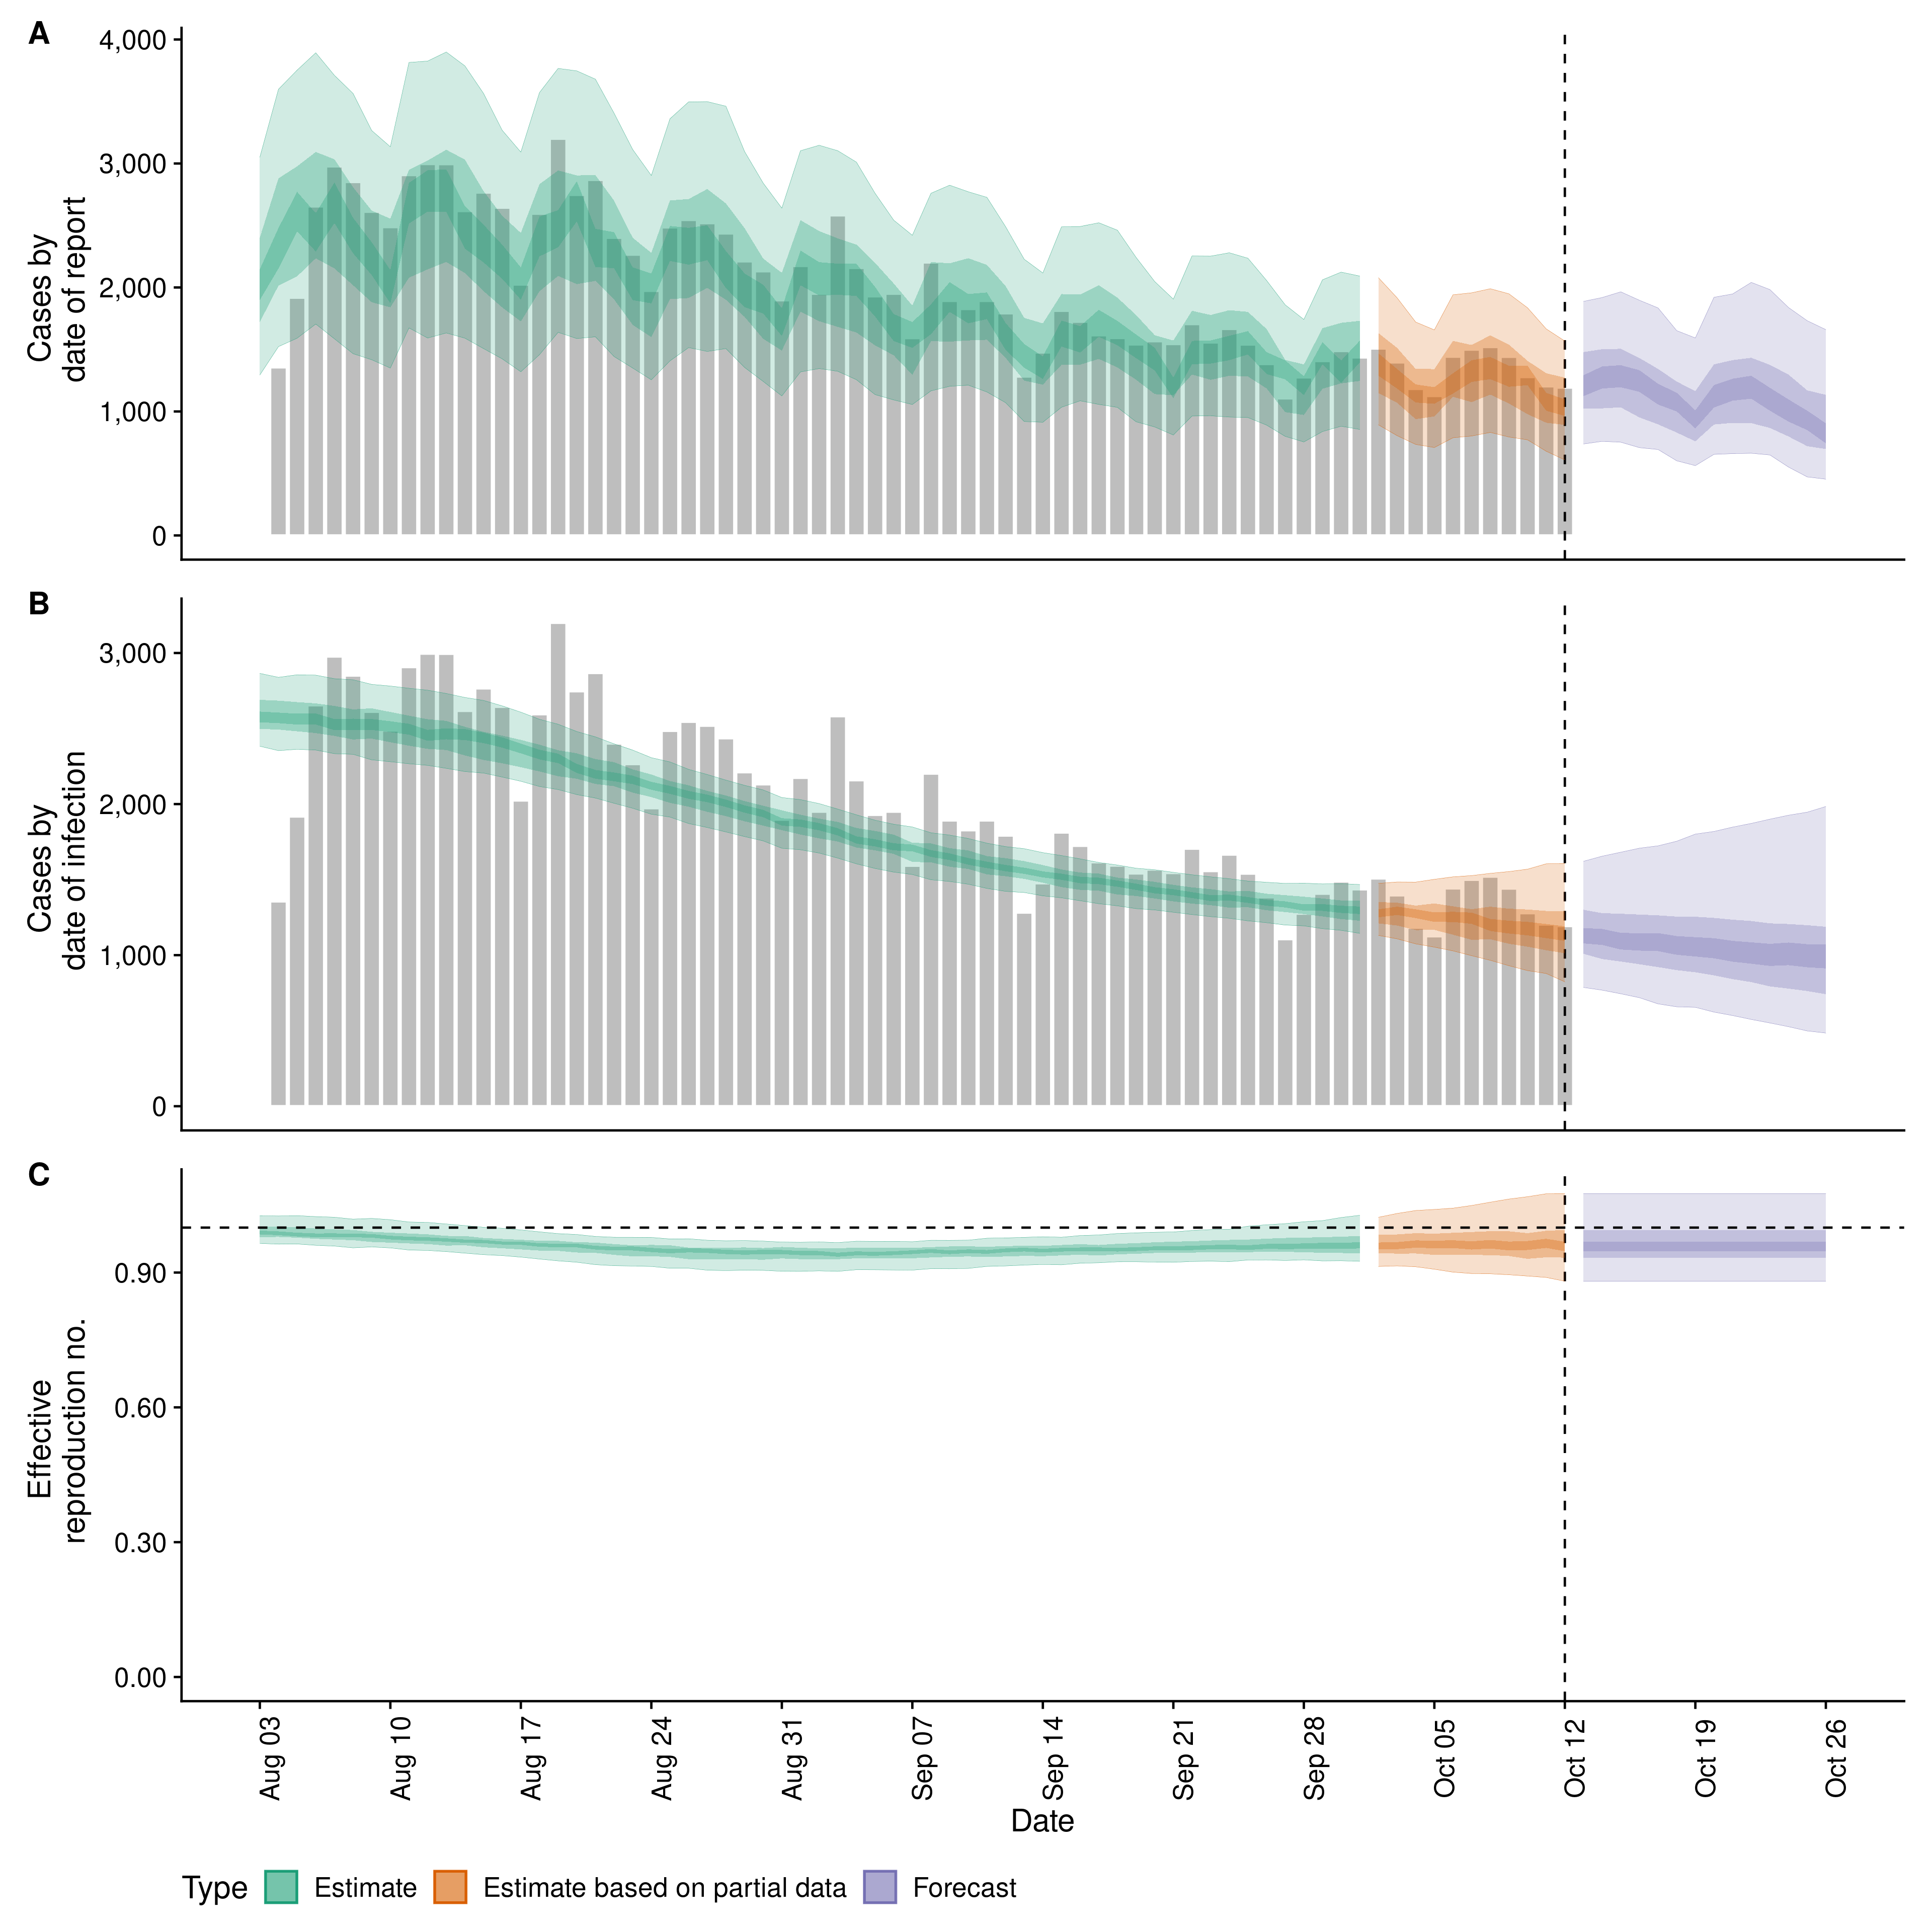 A
4,000
3,000
2,000
1,000
0
Cases by
date of report
B
3,000
2,000
1,000
0
Cases by
date of infection
C
0.90
0.60
0.30
0.00
Effective
reproduction no.
Aug 03
Aug 10
Aug 17
Aug 24
Aug 31
Sep 07
Sep 14
Sep 21
Sep 28
Oct 05
Oct 12
Oct 19
Oct 26
Date
Type Estimate Estimate based on partial data Forecast